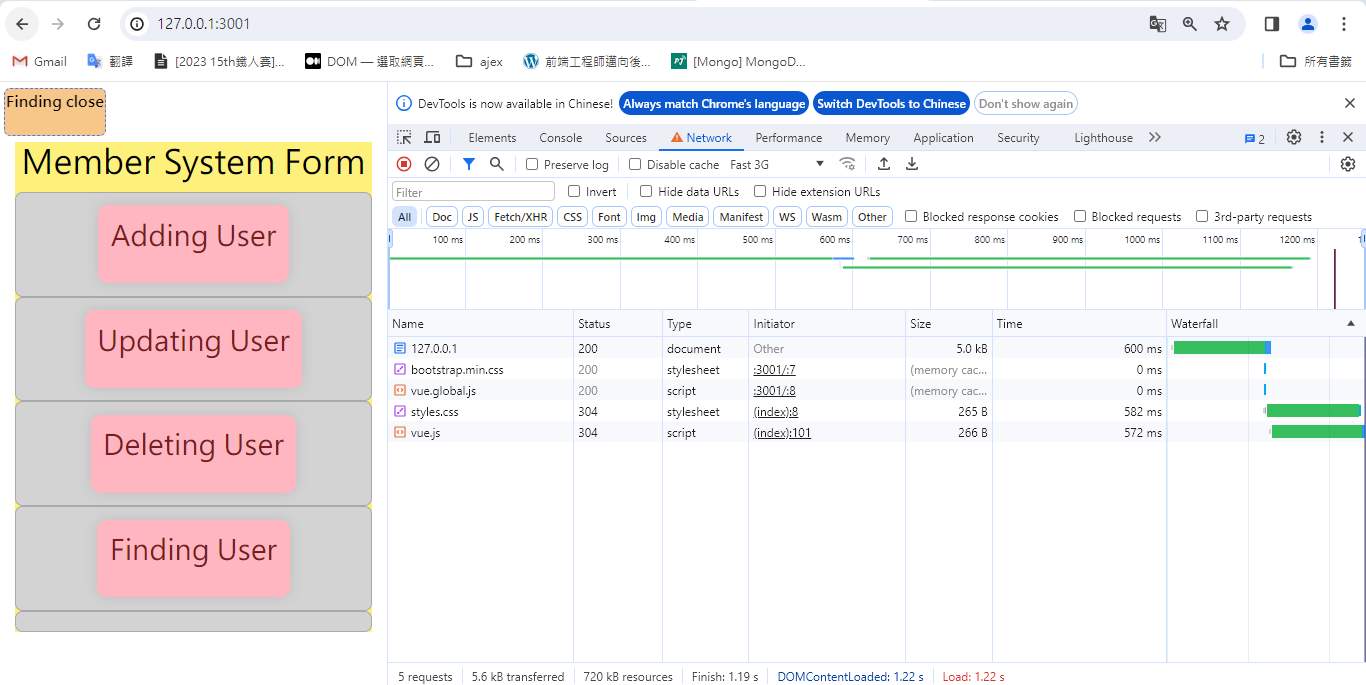 127.0.0.1:3001
Gmail 翻譯 [2023 15th鐵人賽]... DOM — 選取網頁... ajex 前端工程師邁向後... [Mongo] MongoD... 所有書籤
Finding close
Member System Form
Adding User
Updating User
Deleting User
Finding User
DevTools is now available in Chinese! Always match Chrome's language Switch DevTools to Chinese Don't show again
Elements Console Sources Network Performance Memory Application Security Lighthouse 2
Preserve log Disable cache Fast 3G
Filter Invert Hide data URLs Hide extension URLs
All Doc JS Fetch/XHR CSS Font Img Media Manifest WS Wasm Other Blocked response cookies Blocked requests 3rd-party requests
100 ms 200 ms 300 ms 400 ms 500 ms 600 ms 700 ms 800 ms 900 ms 1000 ms 1100 ms 1200 ms
Name Status Type Initiator Size Time Waterfall
127.0.0.1 200 document Other 5.0 kB 600 ms
bootstrap.min.css 200 stylesheet :3001/:7 (memory cac... 0 ms
vue.global.js 200 script :3001/:8 (memory cac... 0 ms
styles.css 304 stylesheet (index):8 265 B 582 ms
vue.js 304 script (index):101 266 B 572 ms
5 requests 5.6 kB transferred 720 kB resources Finish: 1.19 s DOMContentLoaded: 1.22 s Load: 1.22 s